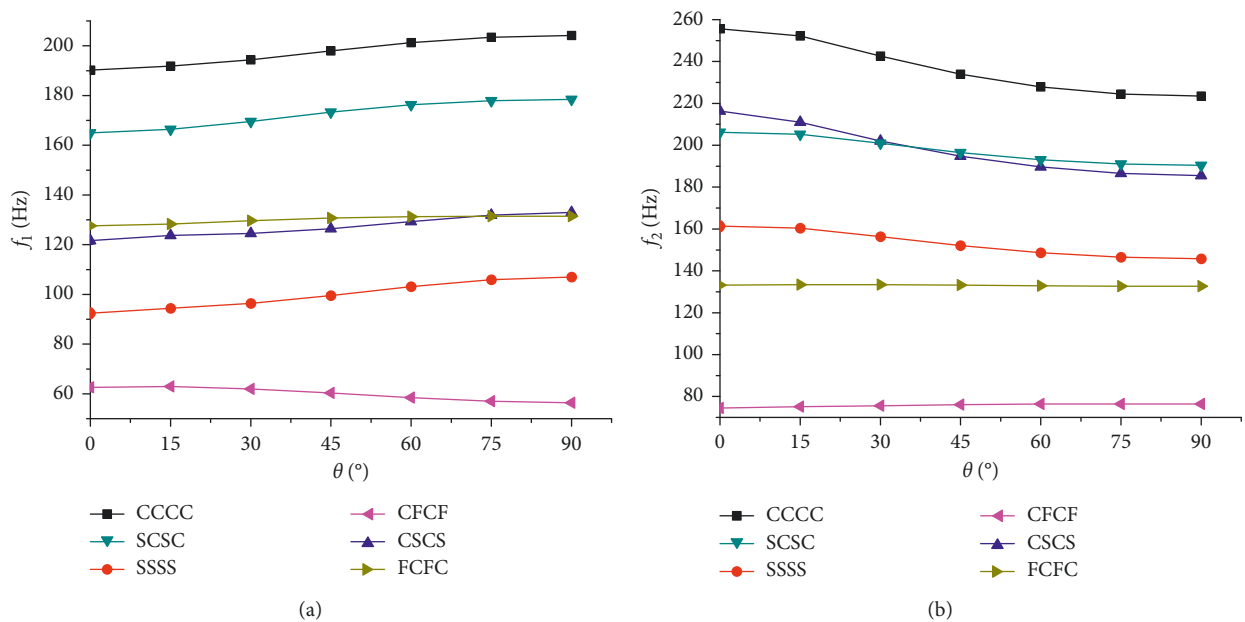 200
180
160
140
120
100
80
60
f1 (Hz)
0 15 30 45 60 75 90
θ (°)
CCCC
SCSC
SSSS
CFCF
CSCS
FCFC
(a)
260
240
220
200
180
160
140
120
100
80
f2 (Hz)
0 15 30 45 60 75 90
θ (°)
CCCC
SCSC
SSSS
CFCF
CSCS
FCFC
(b)